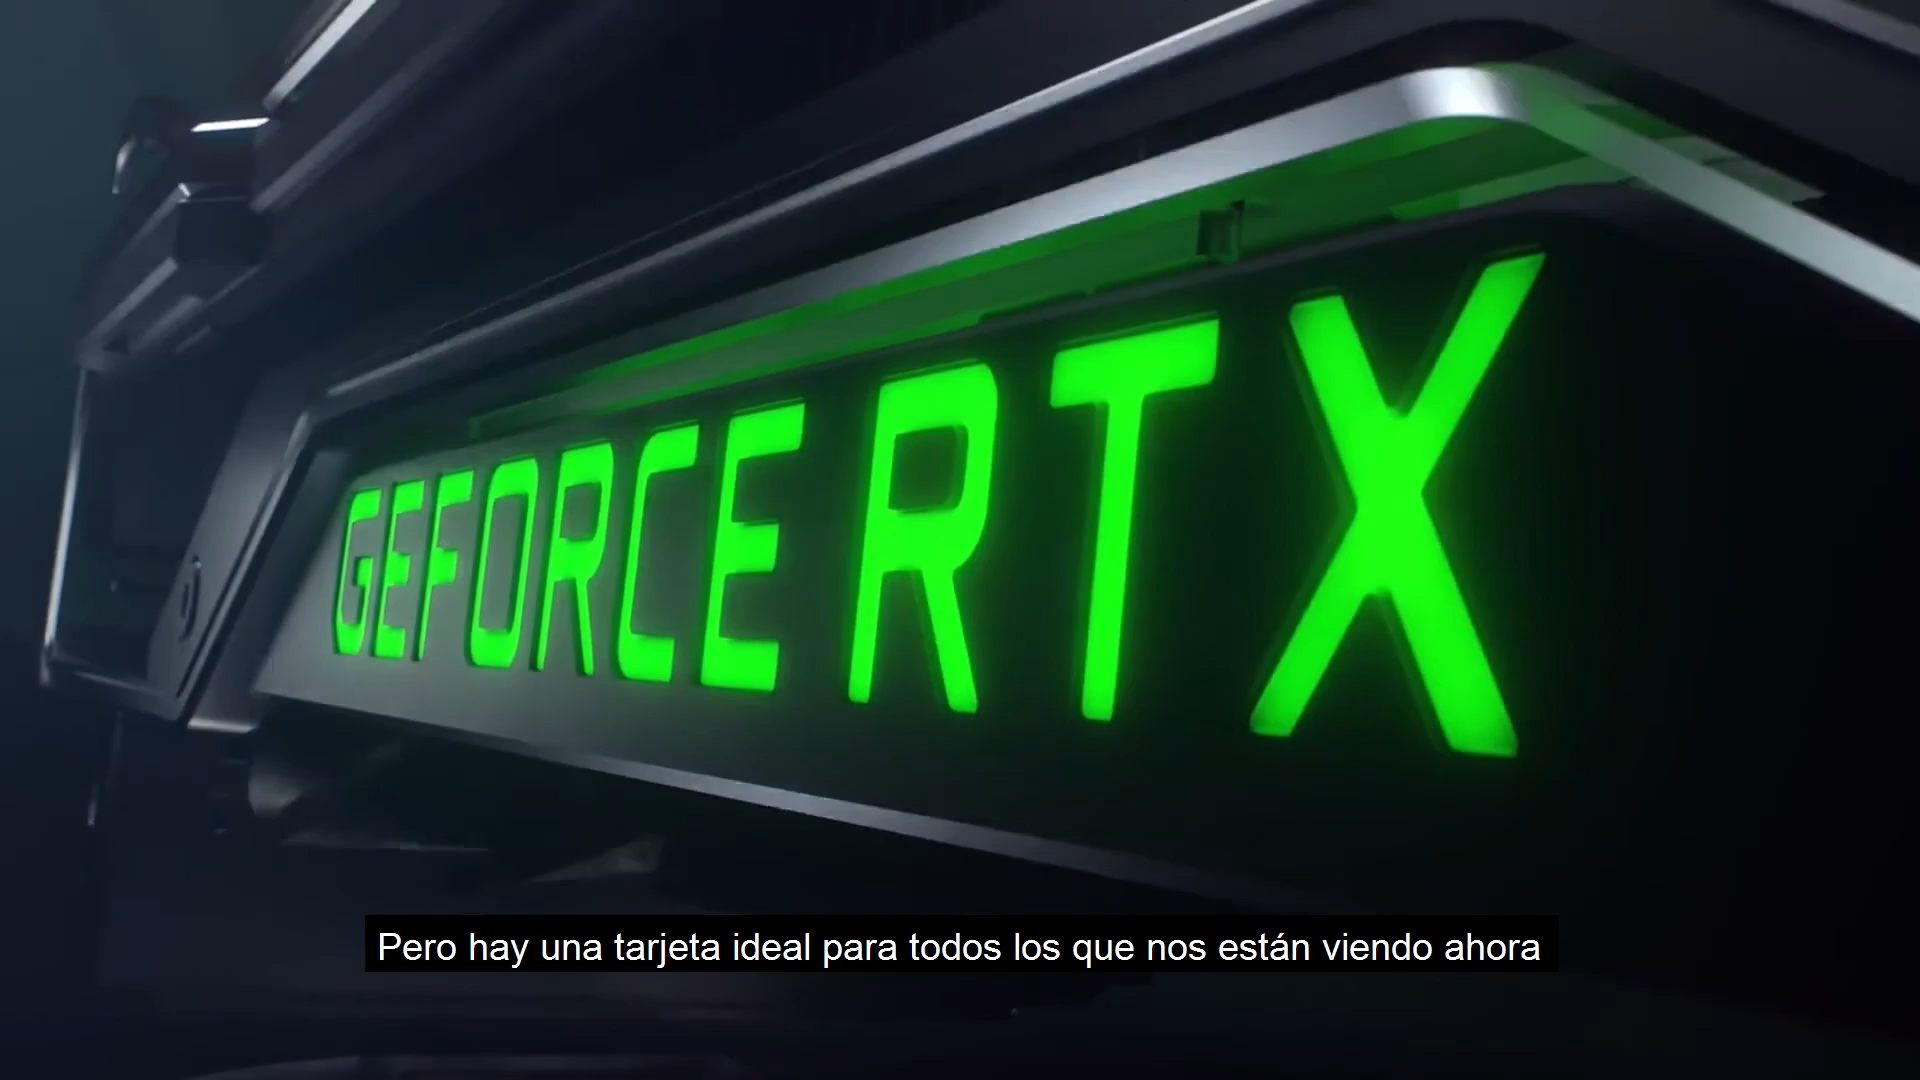 GEFORCE RTX
Pero hay una tarjeta ideal para todos los que nos están viendo ahora